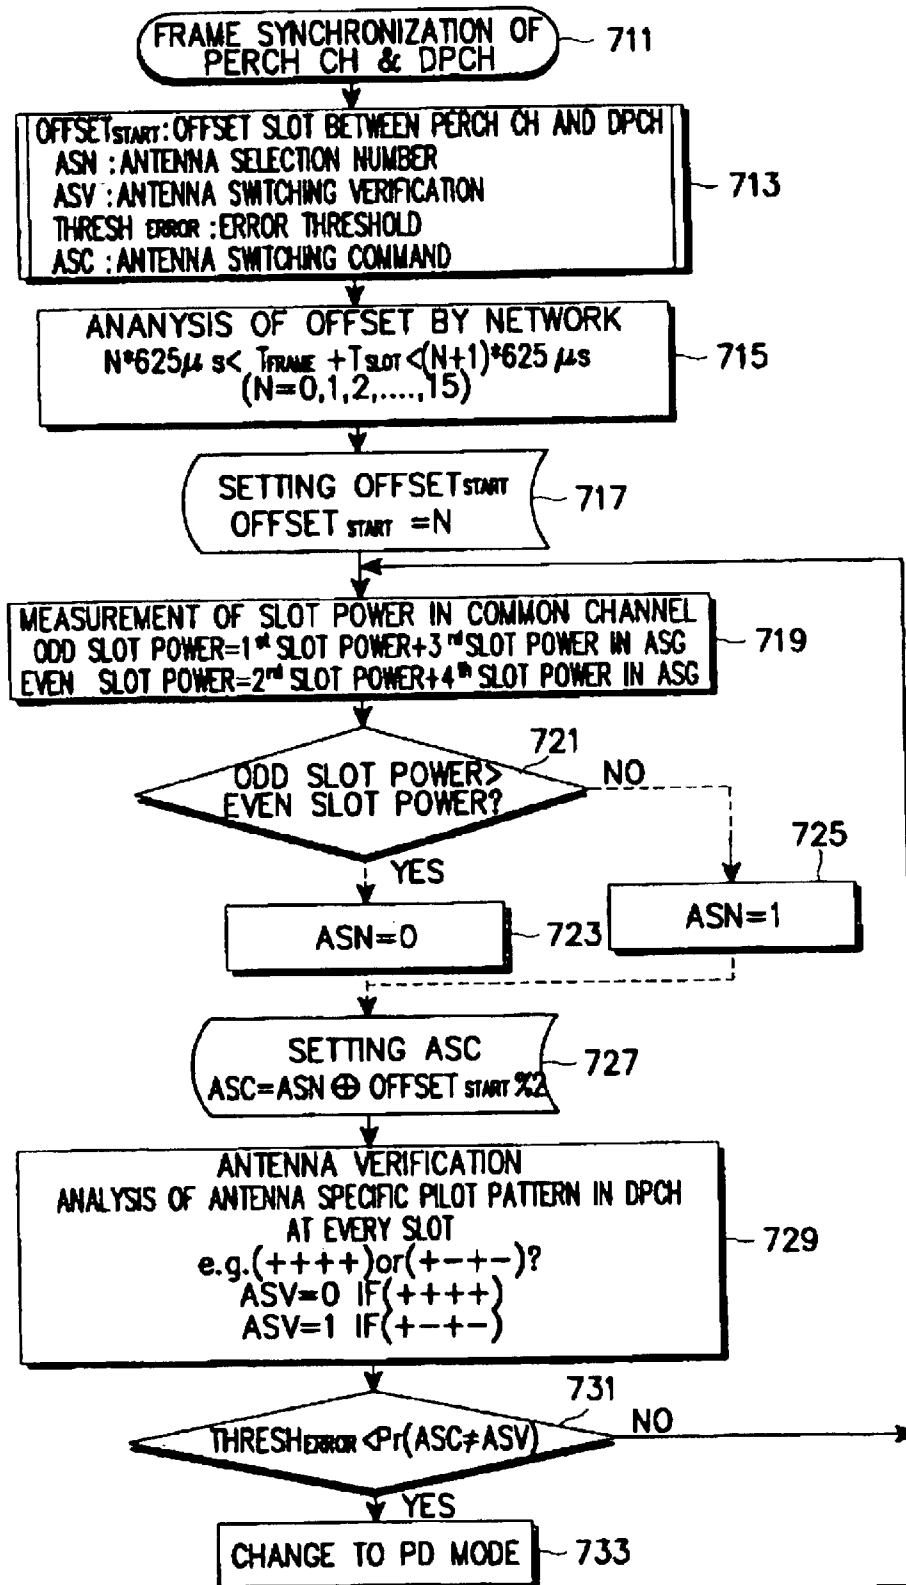 FRAME SYNCHRONIZATION OF
PERCH CH & DPCH
711
OFFSET START : OFFSET SLOT BETWEEN PERCH CH AND DPCH
ASN : ANTENNA SELECTION NUMBER
ASV : ANTENNA SWITCHING VERIFICATION
THRESH ERROR : ERROR THRESHOLD
ASC : ANTENNA SWITCHING COMMAND
713
ANANYSIS OF OFFSET BY NETWORK
N*625μ s< TFRAME +TSLOT <(N+1)*625 μs
(N=0,1,2,....,15)
715
SETTING OFFSET START
OFFSET START =N
717
MEASUREMENT OF SLOT POWER IN COMMON CHANNEL
ODD SLOT POWER=1st SLOT POWER+3rd SLOT POWER IN ASG
EVEN SLOT POWER=2nd SLOT POWER+4th SLOT POWER IN ASG
719
721
ODD SLOT POWER>
EVEN SLOT POWER?
NO
YES
725
ASN=0
723
ASN=1
SETTING ASC
ASC=ASN ⊕ OFFSET START %2
727
ANTENNA VERIFICATION
ANALYSIS OF ANTENNA SPECIFIC PILOT PATTERN IN DPCH
AT EVERY SLOT
e.g.(++++)or(+-+-)?
ASV=0 IF(++++)
ASV=1 IF(+-+-)
729
731
THRESH ERROR <Pr(ASC≠ASV)
NO
YES
CHANGE TO PD MODE
733